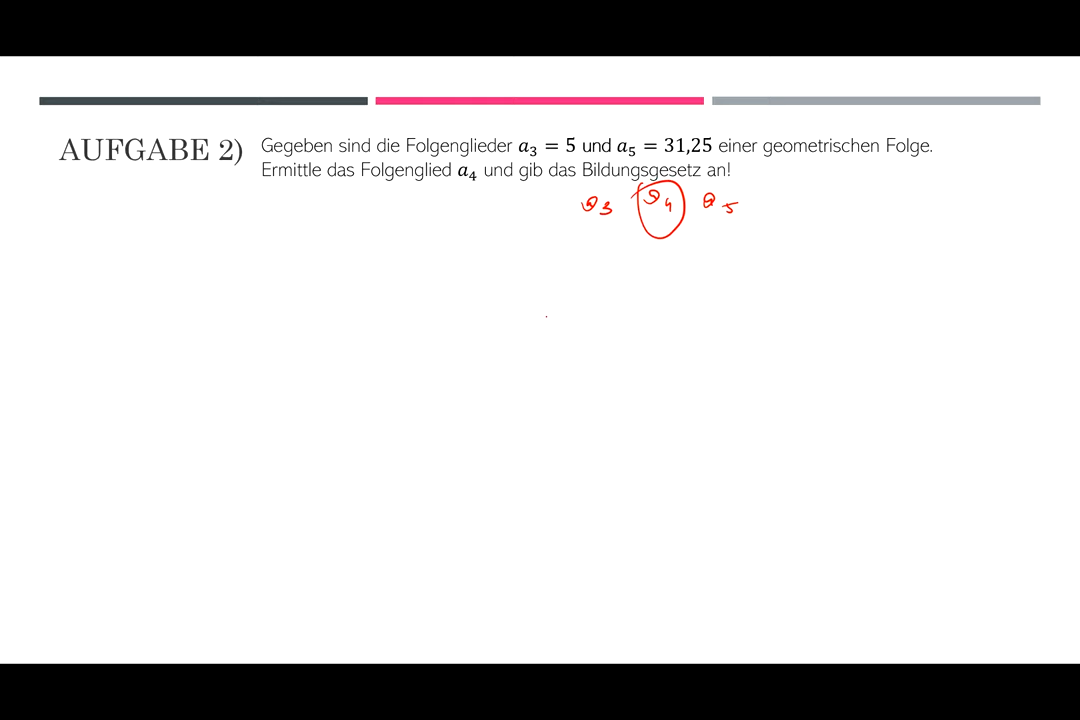 AUFGABE 2) Gegeben sind die Folgenglieder a₃ = 5 und a₅ = 31,25 einer geometrischen Folge.
Ermittle das Folgenglied a₄ und gib das Bildungsgesetz an!
a₃ a₄ a₅